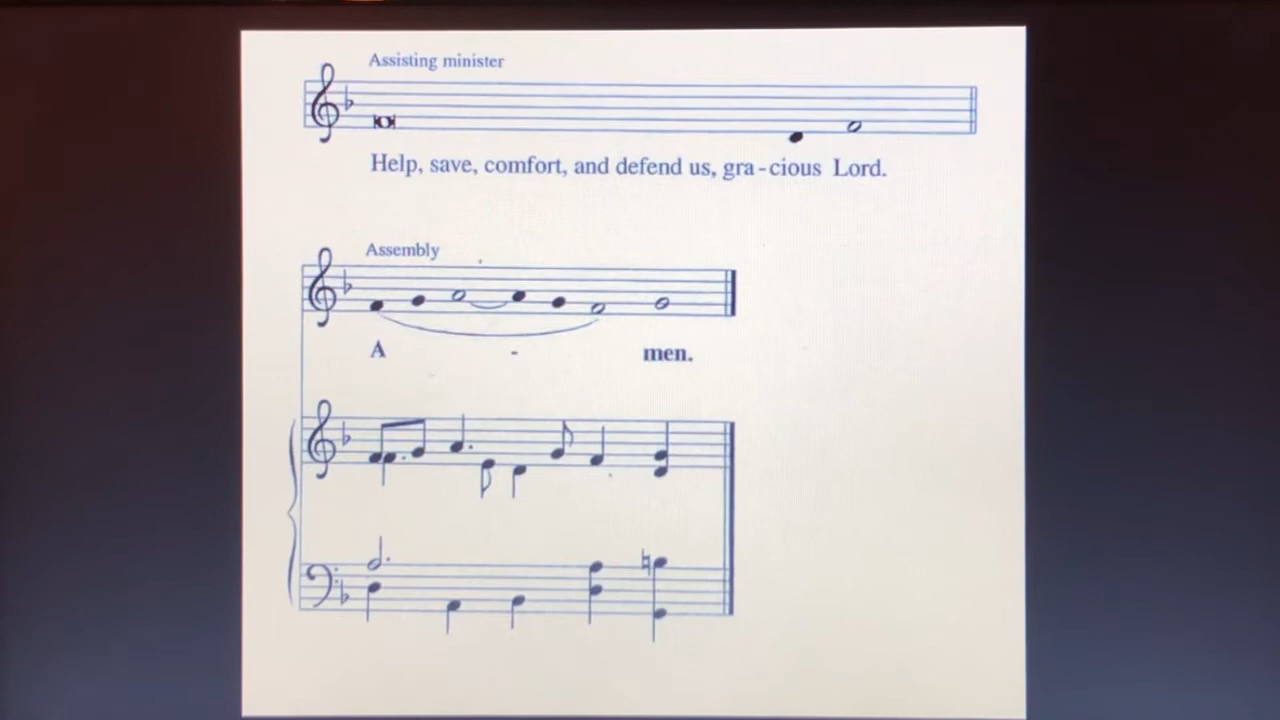 Assisting minister
Help, save, comfort, and defend us, gra - cious Lord.
Assembly
A - men.